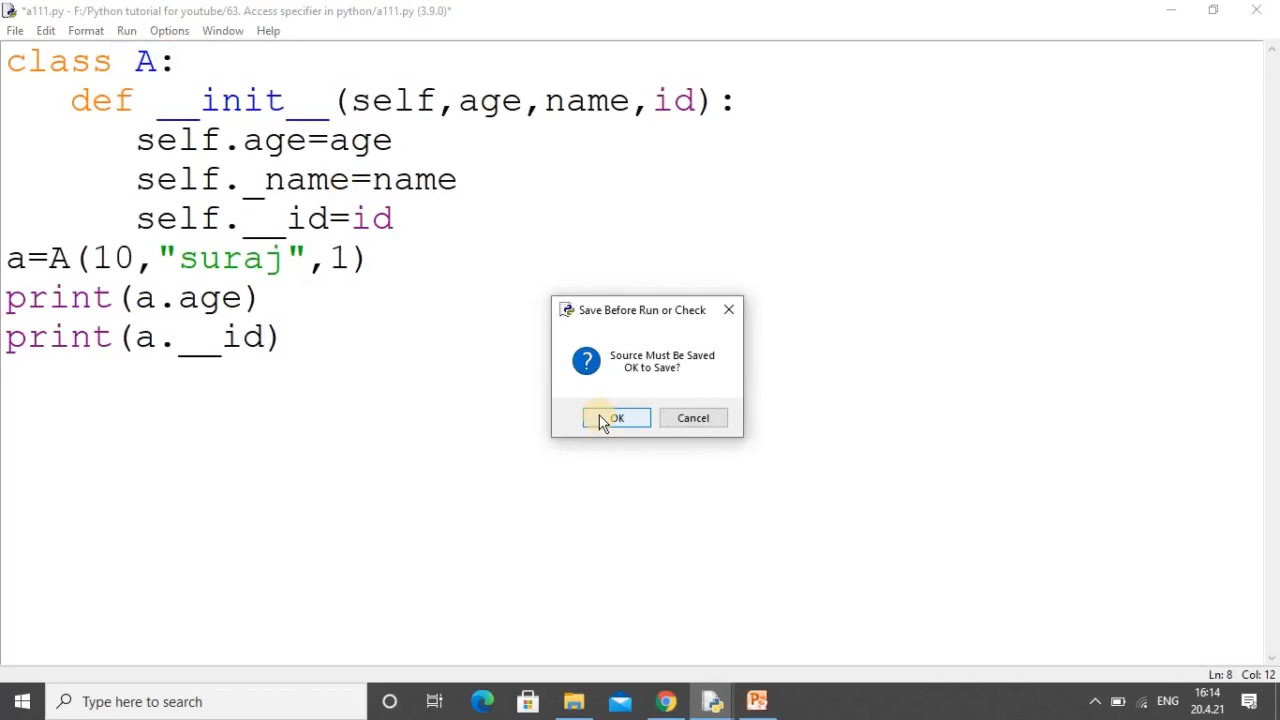 *a111.py - F:/Python tutorial for youtube/63. Access specifier in python/a111.py (3.9.0)*
File Edit Format Run Options Window Help
class A:
    def __init__(self,age,name,id):
        self.age=age
        self._name=name
        self.__id=id
a=A(10,"suraj",1)
print(a.age)
print(a.__id)
Save Before Run or Check
Source Must Be Saved
OK to Save?
OK Cancel
Ln: 8 Col: 12
Type here to search
ENG
16:14
20.4.21